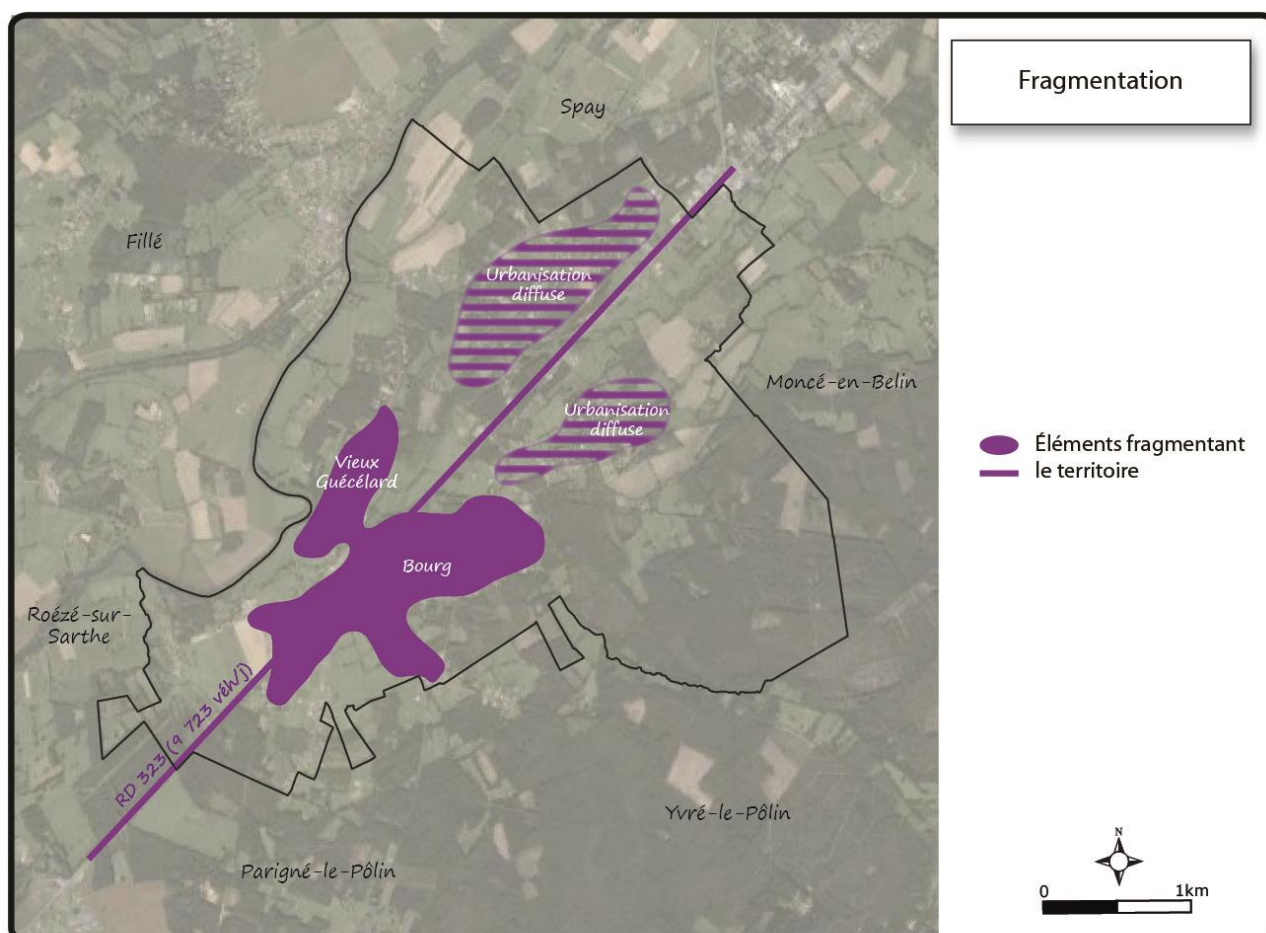 Fragmentation
Spay
Fillé
Urbanisation
diffuse
Moncé-en-Belin
Urbanisation
diffuse
Éléments fragmentant
le territoire
Vieux
Guécélard
Bourg
Roézé-sur-
Sarthe
RD 323 (9 723 véh/j)
Yvré-le-Pôlin
Parigné-le-Pôlin
N
0 1km